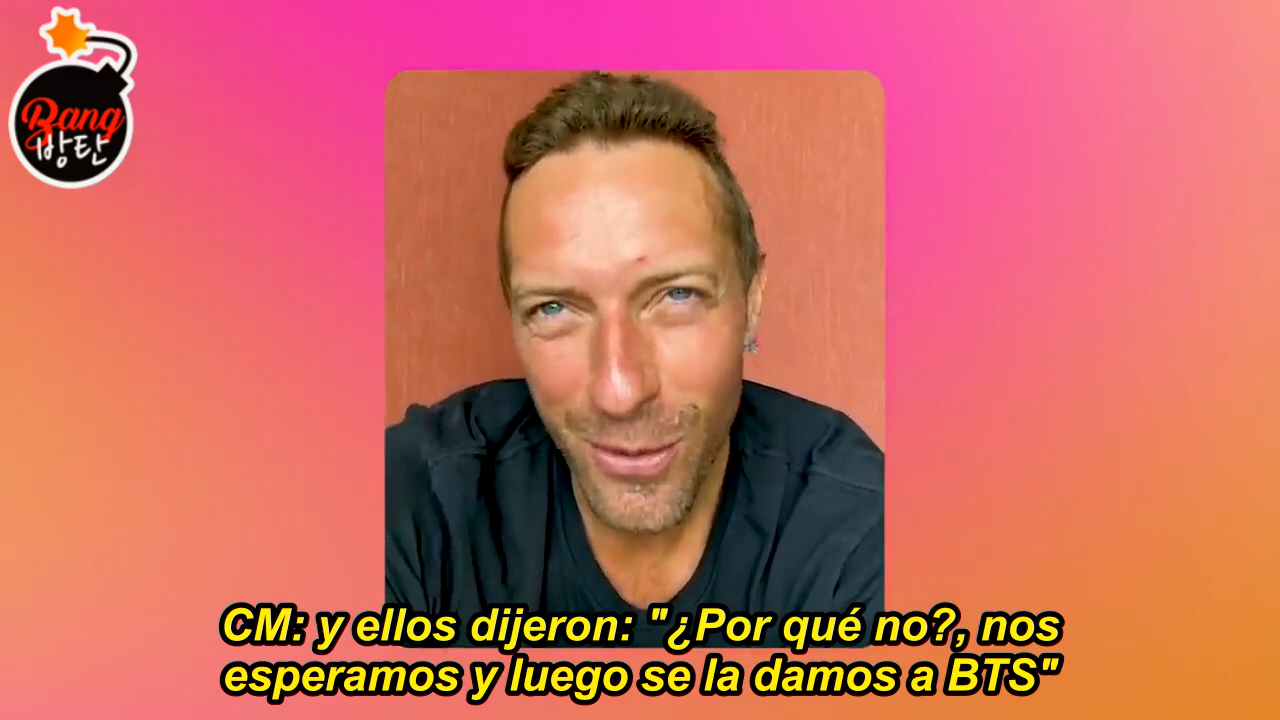 Bang
방탄
CM: y ellos dijeron: "¿Por qué no?, nos
esperamos y luego se la damos a BTS"